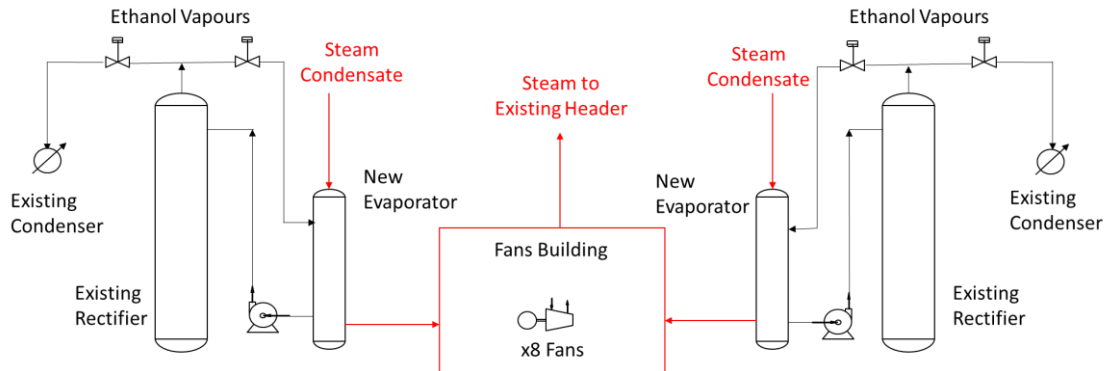 Ethanol Vapours
Ethanol Vapours
Steam
Condensate
Steam to
Existing Header
Steam
Condensate
New
Evaporator
New
Evaporator
Existing
Condenser
Existing
Condenser
Fans Building
Existing
Rectifier
Existing
Rectifier
x8 Fans